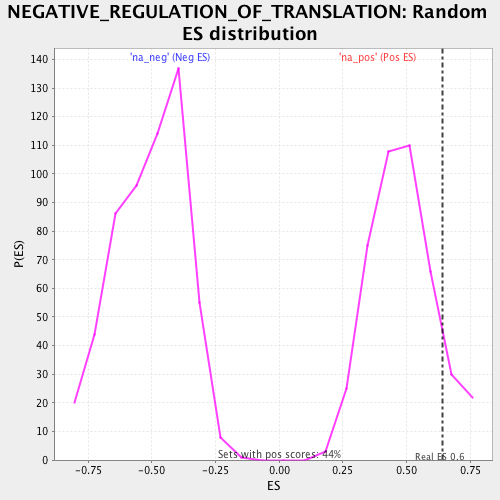 NEGATIVE_REGULATION_OF_TRANSLATION: Random
ES distribution
'na_neg' (Neg ES)
'na_pos' (Pos ES)
140
130
120
110
100
90
80
70
60
50
40
30
20
10
0
P(ES)
Sets with pos scores: 44%
Real ES 0.6
-0.75
-0.50
-0.25
0.00
0.25
0.50
0.75
ES